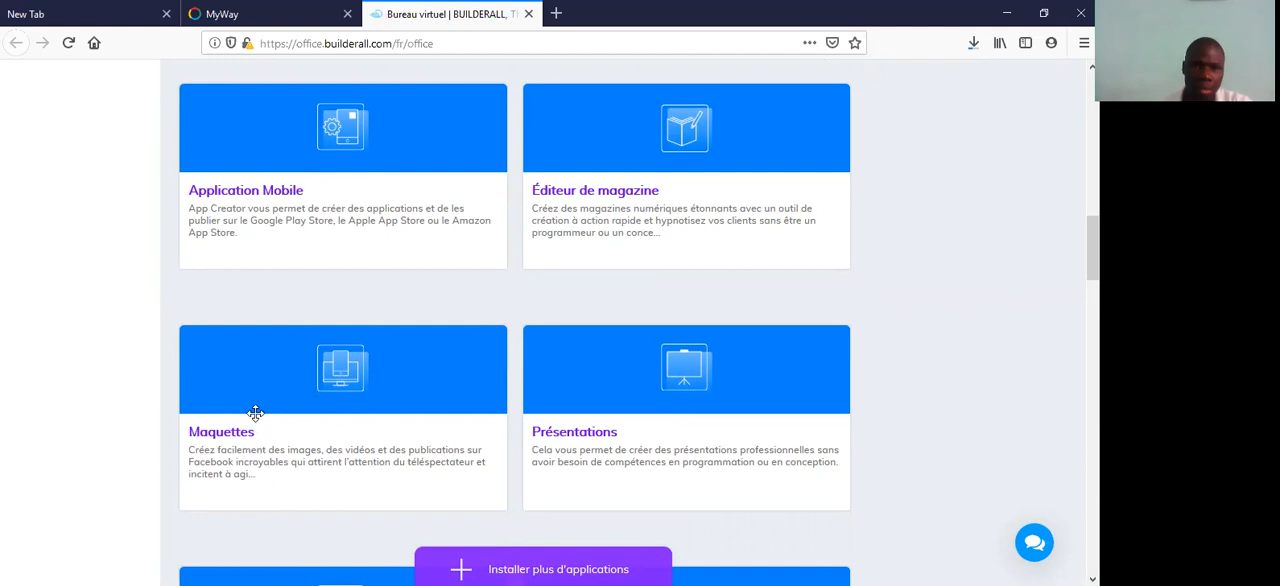 New Tab
MyWay
Bureau virtuel | BUILDERALL, T
https://office.builderall.com/fr/office
Application Mobile
App Creator vous permet de créer des applications et de les
publier sur le Google Play Store, le Apple App Store ou le Amazon
App Store.
Éditeur de magazine
Créez des magazines numériques étonnants avec un outil de
création à action rapide et hypnotisez vos clients sans être un
programmeur ou un conce...
Maquettes
Créez facilement des images, des vidéos et des publications sur
Facebook incroyables qui attirent l'attention du téléspectateur et
incitent à agi...
Présentations
Cela vous permet de créer des présentations professionnelles sans
avoir besoin de compétences en programmation ou en conception.
Installer plus d'applications